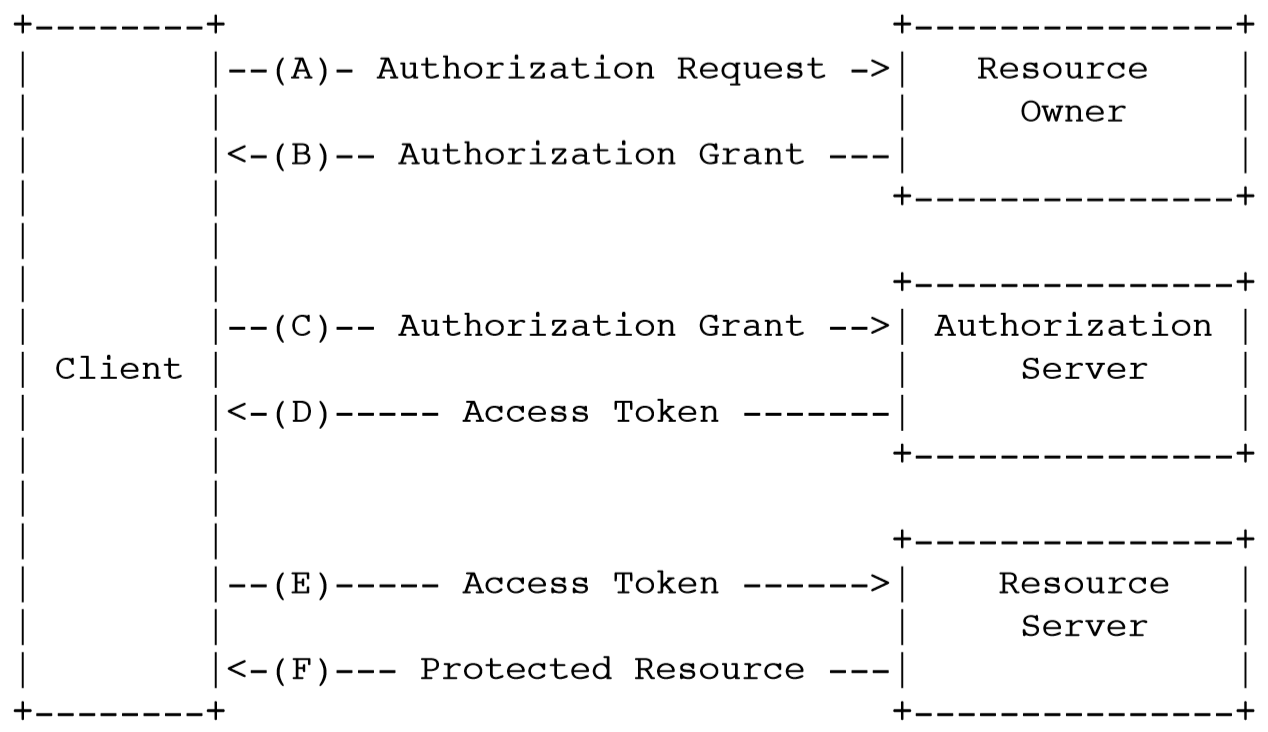 +--------+                               +---------------+
|        |--(A)- Authorization Request ->|   Resource    |
|        |                               |     Owner     |
|        |<-(B)-- Authorization Grant ---|               |
|        |                               +---------------+
|        |
|        |                               +---------------+
|        |--(C)-- Authorization Grant -->| Authorization |
| Client |                               |     Server    |
|        |<-(D)----- Access Token -------|               |
|        |                               +---------------+
|        |
|        |                               +---------------+
|        |--(E)----- Access Token ------>|    Resource   |
|        |                               |     Server    |
|        |<-(F)--- Protected Resource ---|               |
+--------+                               +---------------+